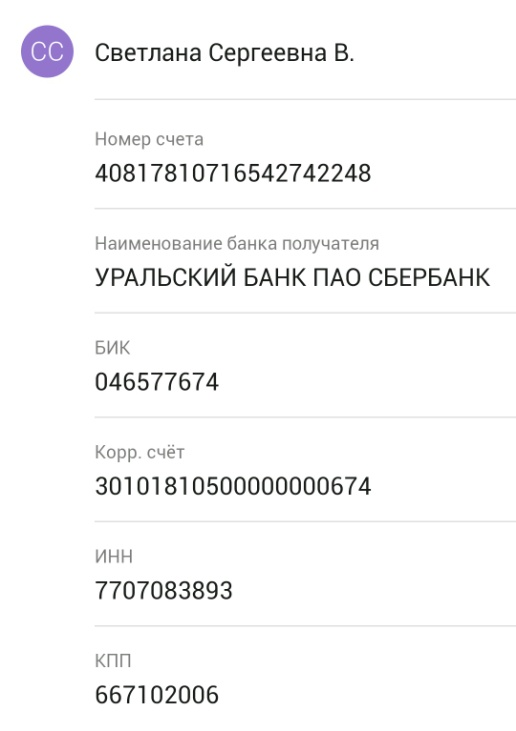 СС
Светлана Сергеевна В.
Номер счета
40817810716542742248
Наименование банка получателя
УРАЛЬСКИЙ БАНК ПАО СБЕРБАНК
БИК
046577674
Корр. счёт
30101810500000000674
ИНН
7707083893
КПП
667102006